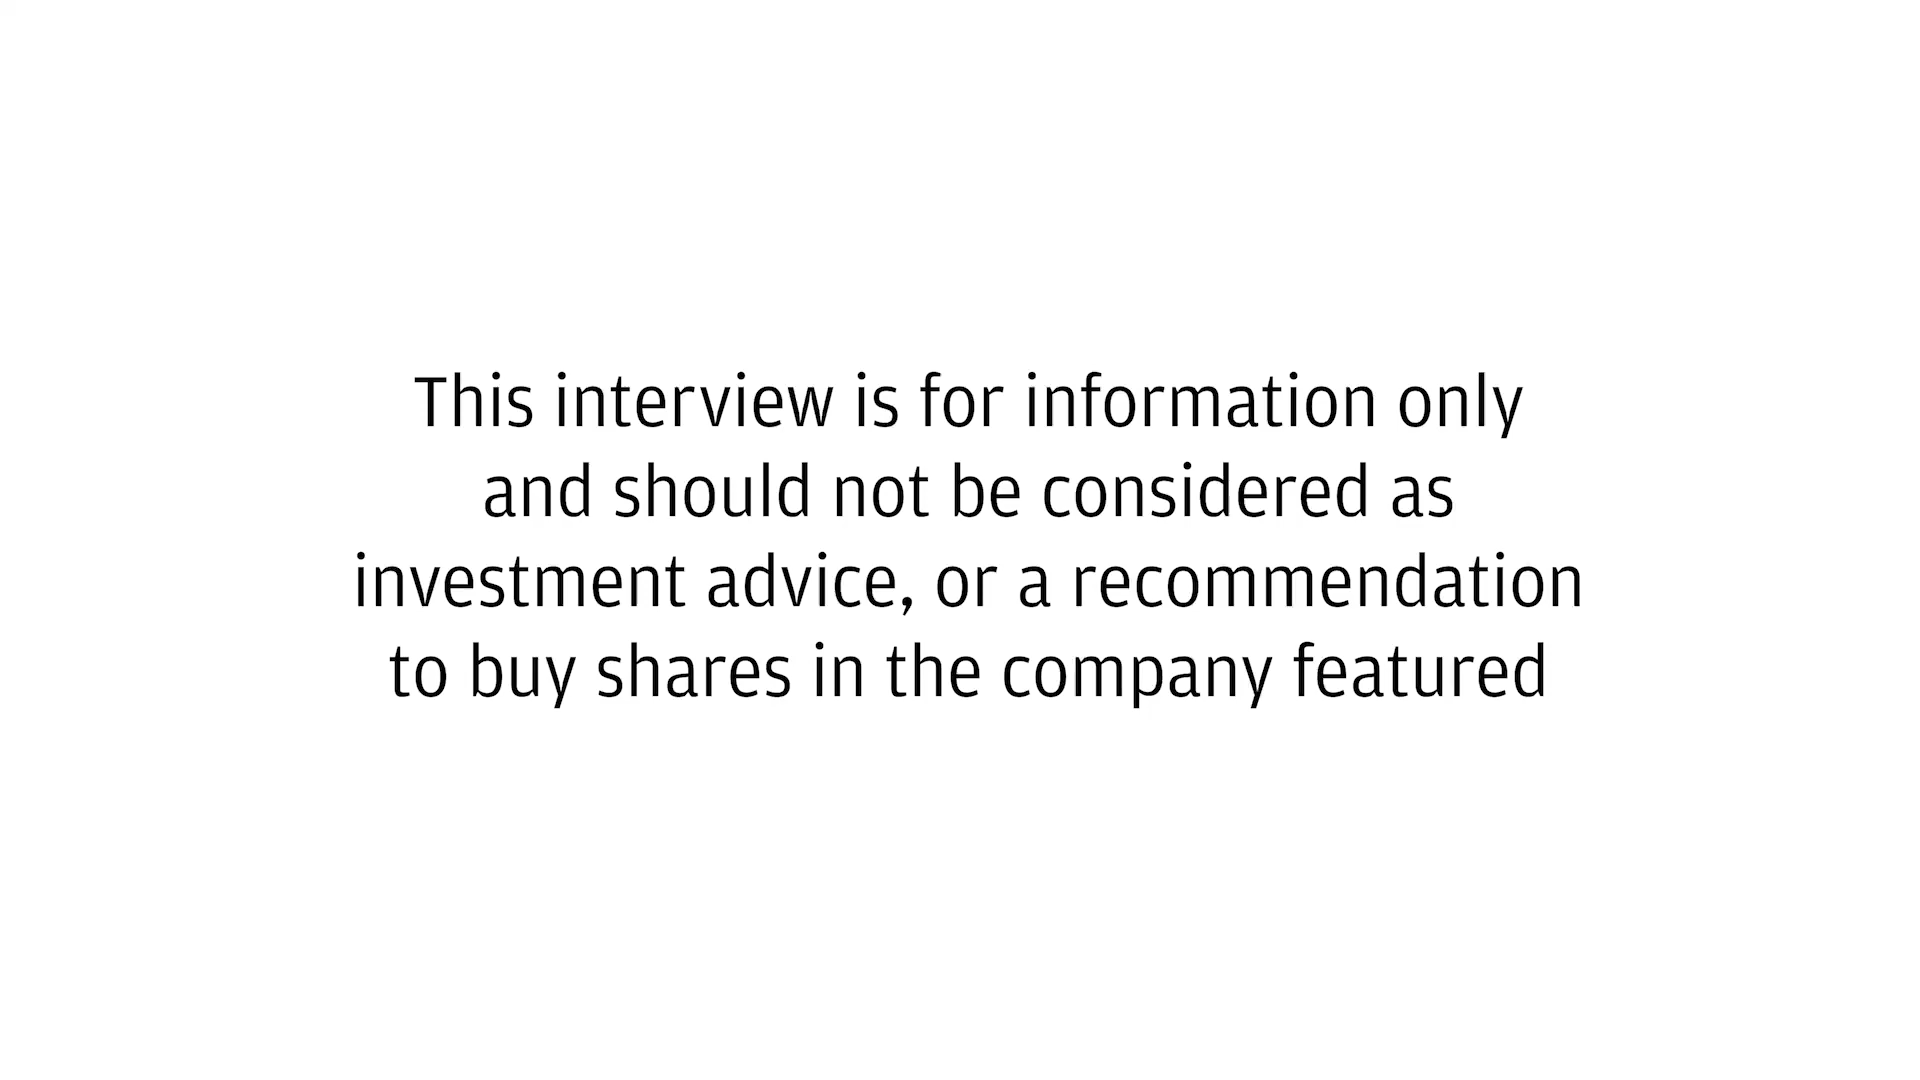 This interview is for information only
and should not be considered as
investment advice, or a recommendation
to buy shares in the company featured